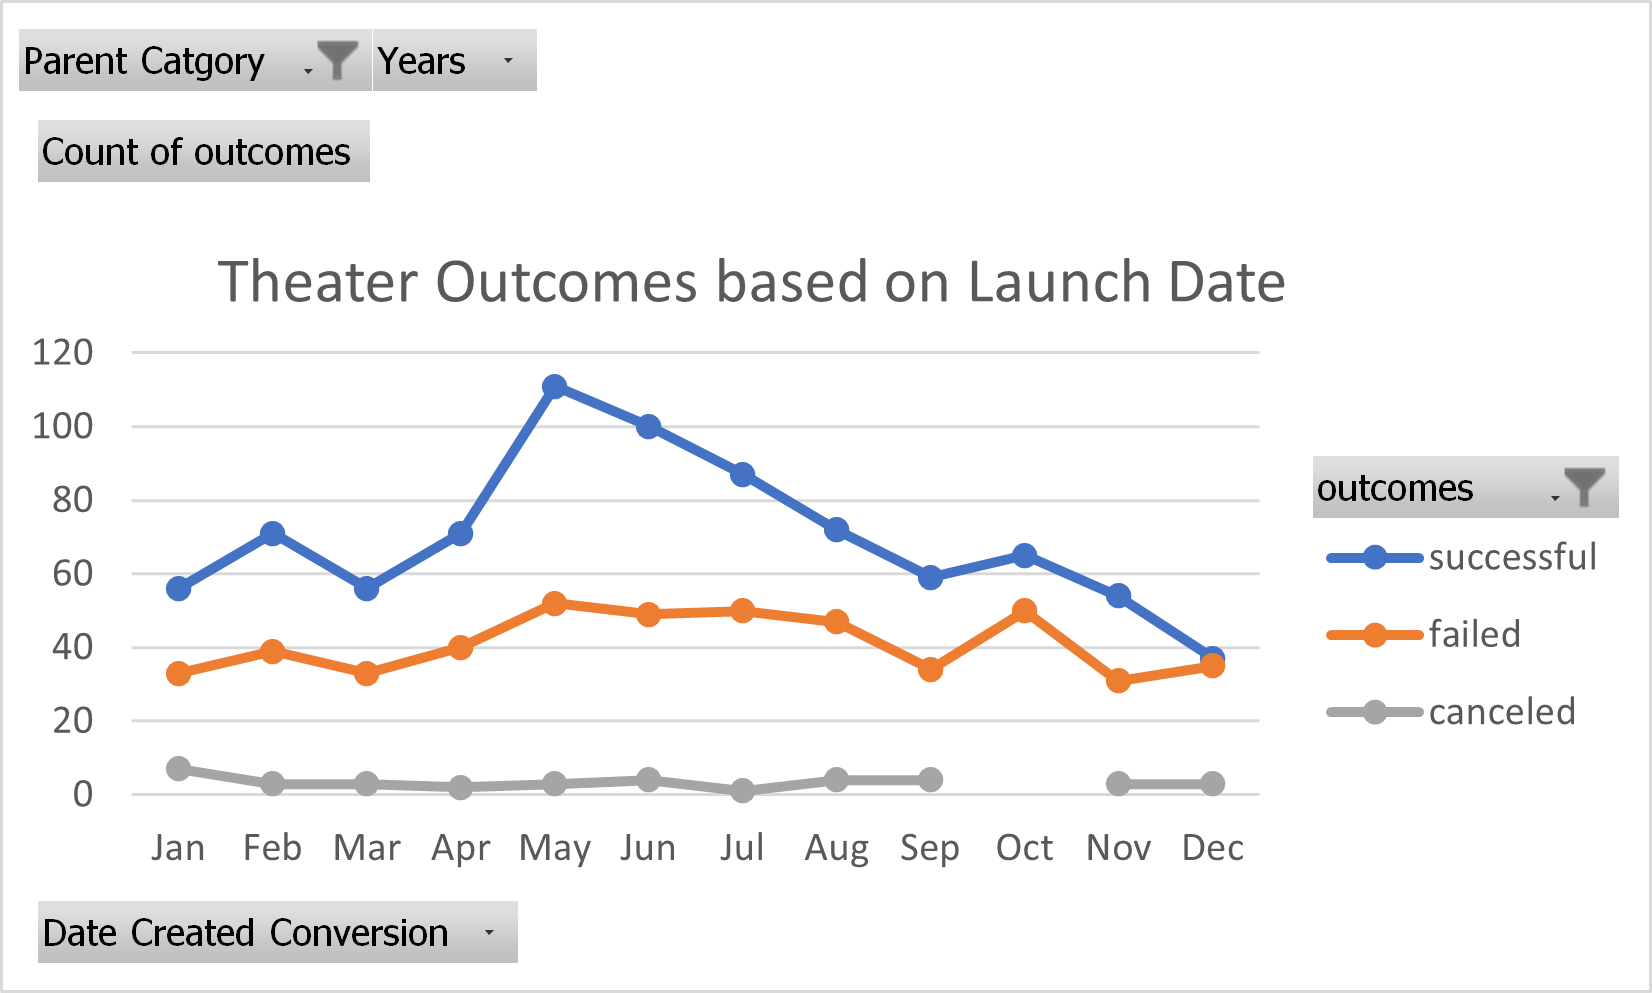 Parent Catgory Years
Count of outcomes
Theater Outcomes based on Launch Date
120
100
80
60
40
20
0
Jan Feb Mar Apr May Jun Jul Aug Sep Oct Nov Dec
outcomes
successful
failed
canceled
Date Created Conversion